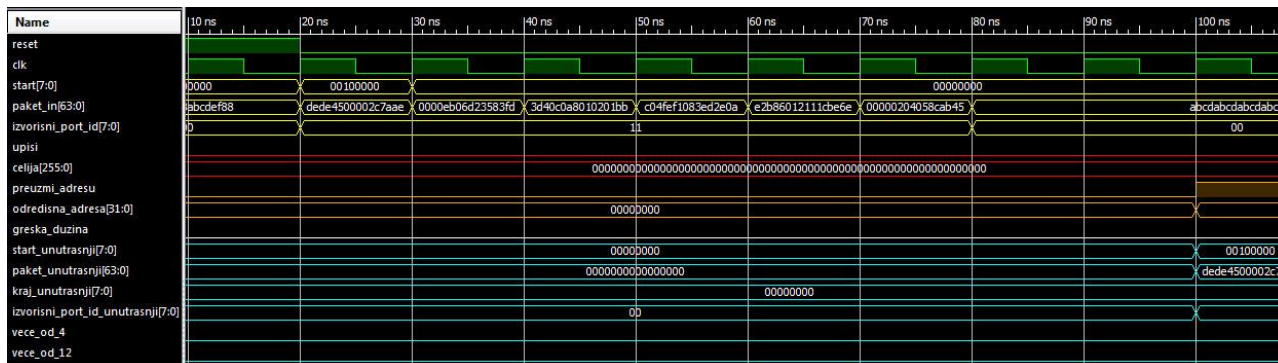 Name 10 ns 20 ns 30 ns 40 ns 50 ns 60 ns 70 ns 80 ns 90 ns 100 ns
reset
clk
start[7:0] 0000 00100000 00000000
paket_in[63:0] abcdef88 dede4500002c7aae 0000eb06d23583fd 3d40c0a8010201bb c04fef1083ed2e0a e2b86012111cbe6e 00000204058cab45 abcdabcdabcdabc
izvorisni_port_id[7:0] 0 11 00
upisi
celija[255:0]
preuzmi_adresu
odredisna_adresa[31:0] 00000000
greska_duzina
start_unutrasnji[7:0] 00000000 00100000
paket_unutrasnji[63:0] 0000000000000000 dede4500002c7
kraj_unutrasnji[7:0] 00000000
izvorisni_port_id_unutrasnji[7:0] 00
vece_od_4
vece_od_12